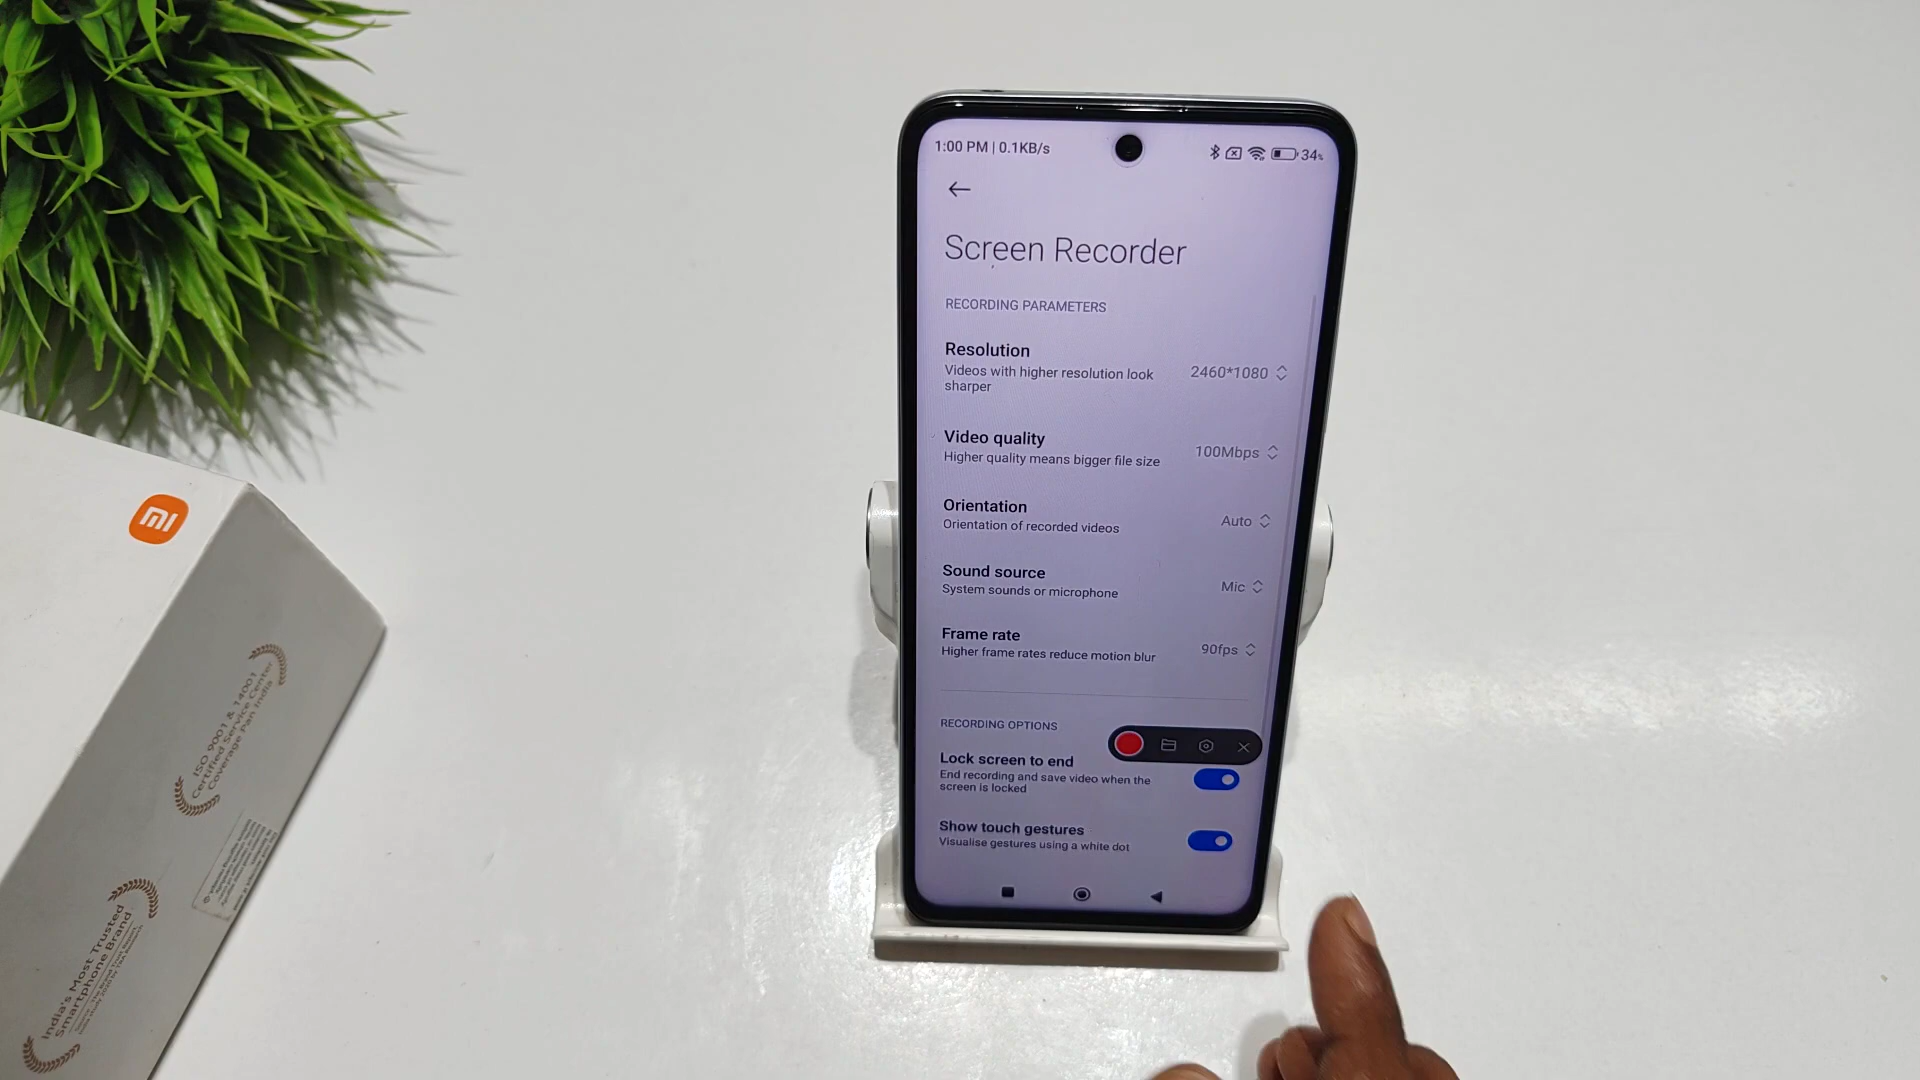 1:00 PM | 0.1KB/s
34%
Screen Recorder
RECORDING PARAMETERS
Resolution
Videos with higher resolution look
sharper
2460*1080
Video quality
Higher quality means bigger file size
100Mbps
Orientation
Orientation of recorded videos
Auto
Sound source
System sounds or microphone
Mic
Frame rate
Higher frame rates reduce motion blur
90fps
RECORDING OPTIONS
Lock screen to end
End recording and save video when the
screen is locked
Show touch gestures
Visualise gestures using a white dot
mi
ISO 9001 & 14001
Certified Service Center
Coverage Pan India
India's Most Trusted
Smartphone Brand